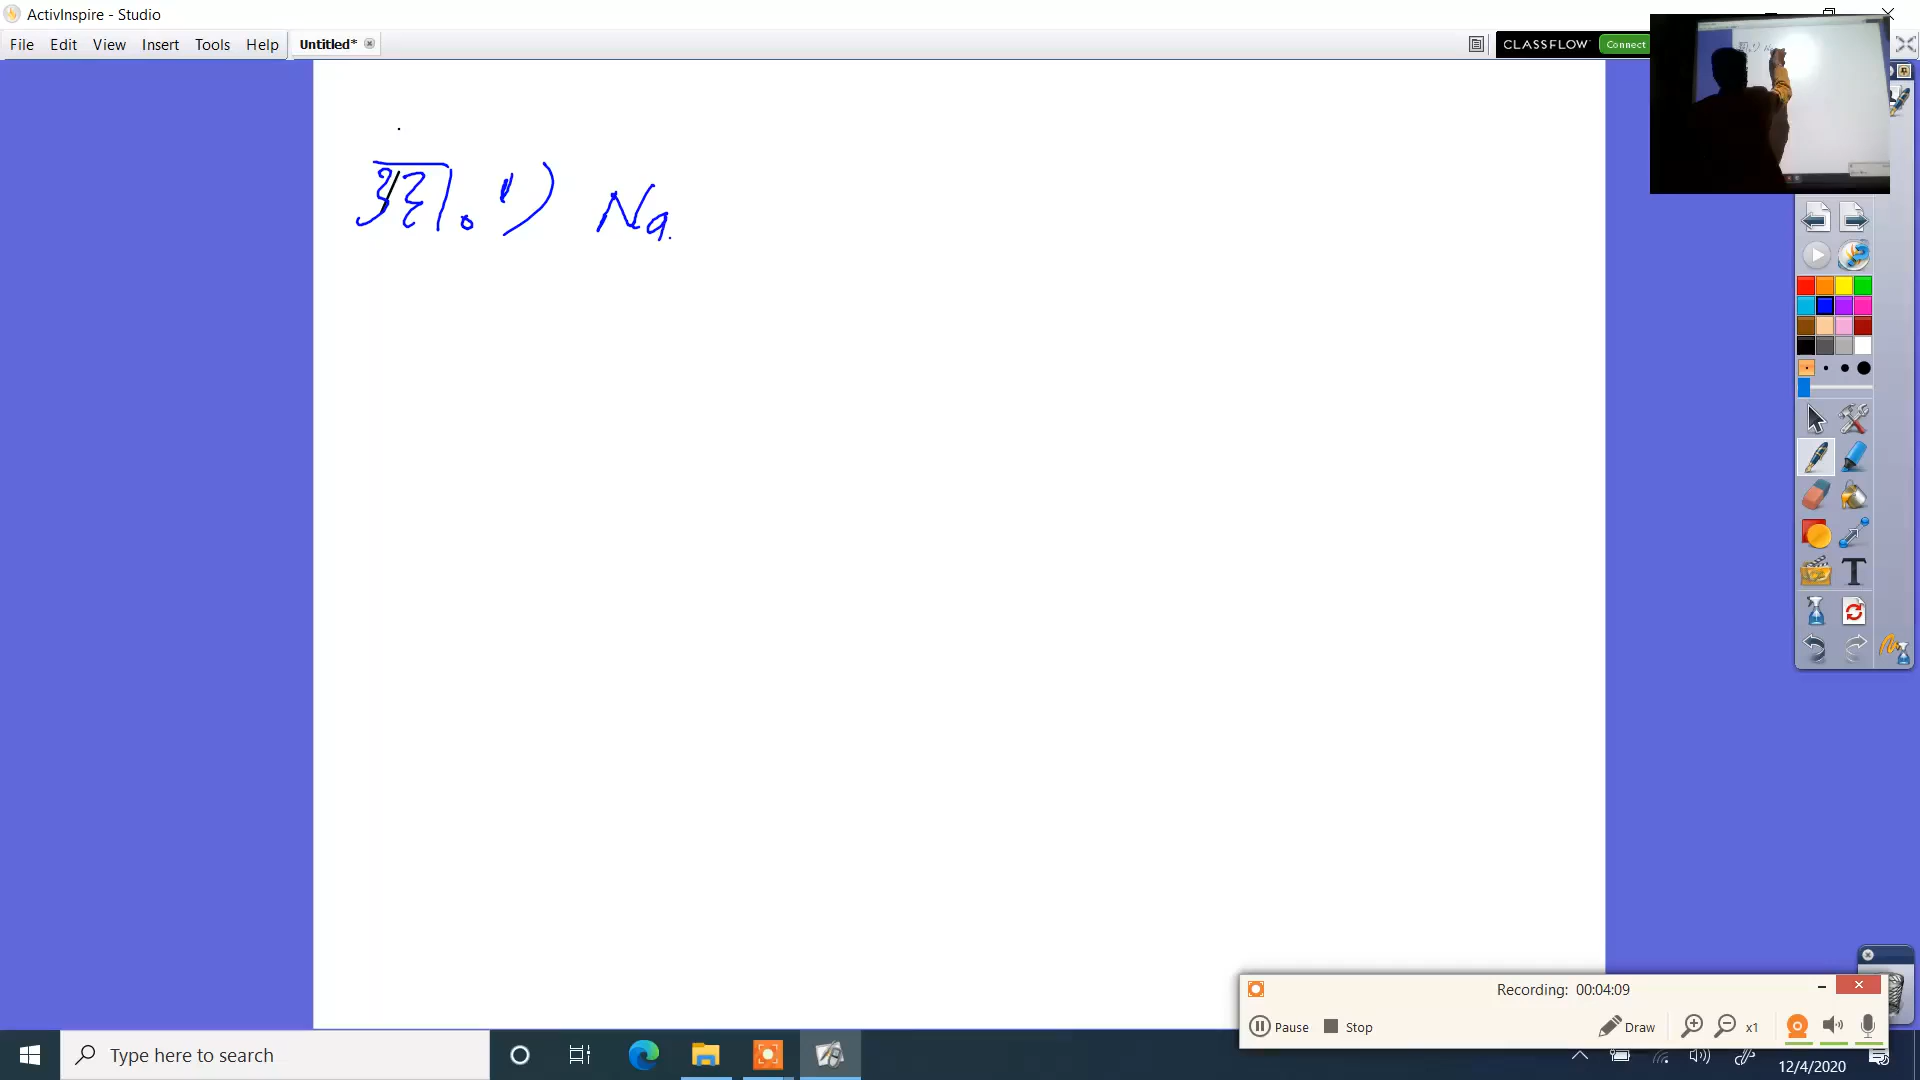 ActivInspire - Studio
File Edit View Insert Tools Help Untitled*
CLASSFLOW Connect
1) Na
T
Recording: 00:04:09
Pause Stop Draw x1
Type here to search
12/4/2020